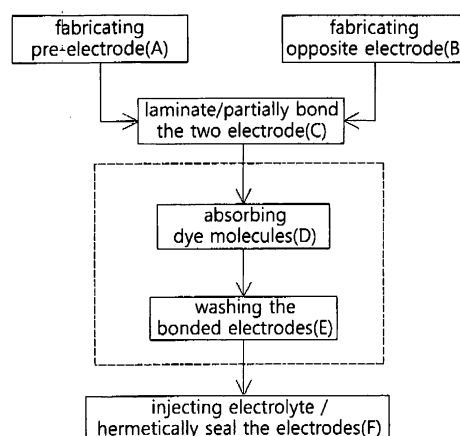 fabricating
pre-electrode(A)
fabricating
opposite electrode(B
laminate/partially bond
the two electrode(C)
absorbing
dye molecules(D)
washing the
bonded electrodes(E)
injecting electrolyte /
hermetically seal the electrodes(F)